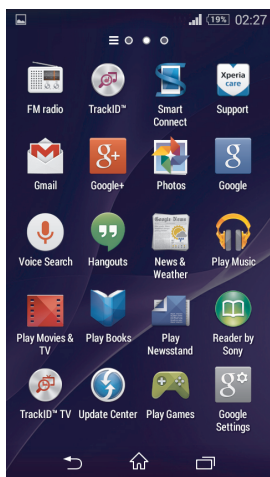 19% 02:27
FM radio TrackID™ Smart Connect Xperia care Support
Gmail g+ Google+ Photos g Google
Voice Search Hangouts Google News News & Weather Play Music
Play Movies & TV Play Books Play Newsstand Reader by Sony
TrackID™ TV Update Center Play Games g Google Settings